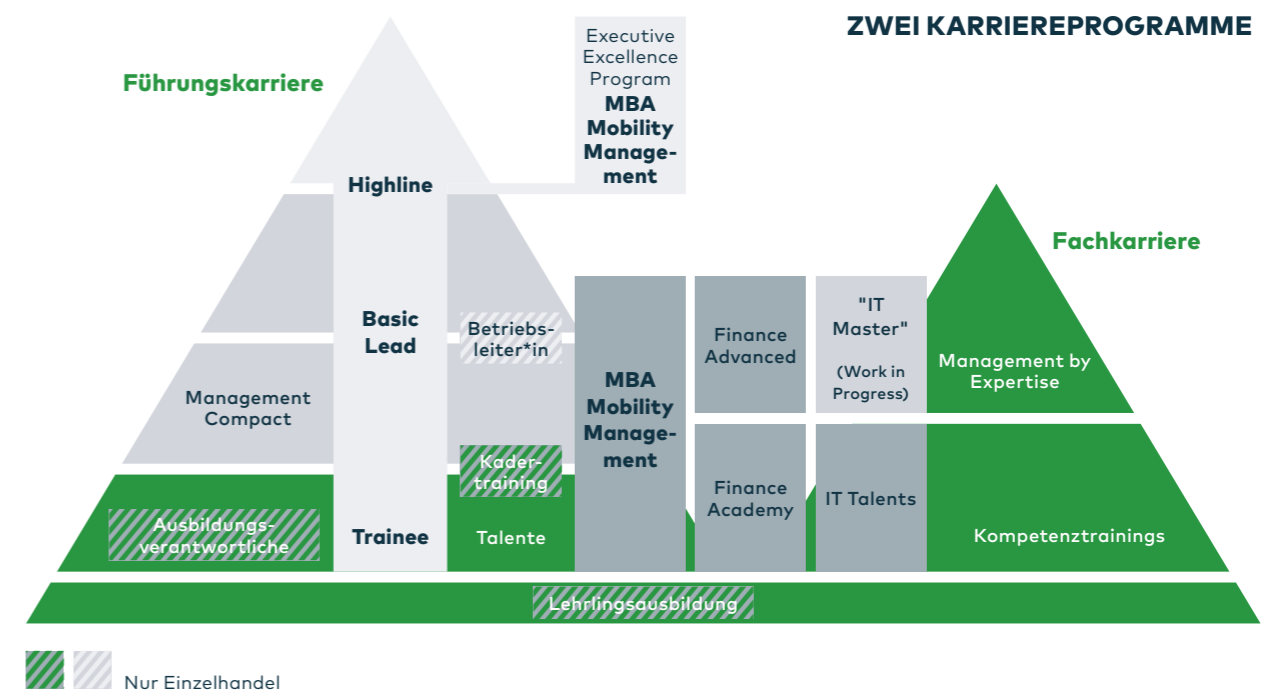 ZWEI KARRIEREPROGRAMME
Führungskarriere
Executive
Excellence
Program
MBA
Mobility
Manage-
ment
Highline
Fachkarriere
Basic
Lead
Betriebs-
leiter*in
Management
Compact
MBA
Mobility
Manage-
ment
Finance
Advanced
"IT
Master"
(Work in
Progress)
Management by
Expertise
Kader-
training
Ausbildungs-
verantwortliche
Trainee
Talente
Finance
Academy
IT Talents
Kompetenztrainings
Lehrlingsausbildung
Nur Einzelhandel